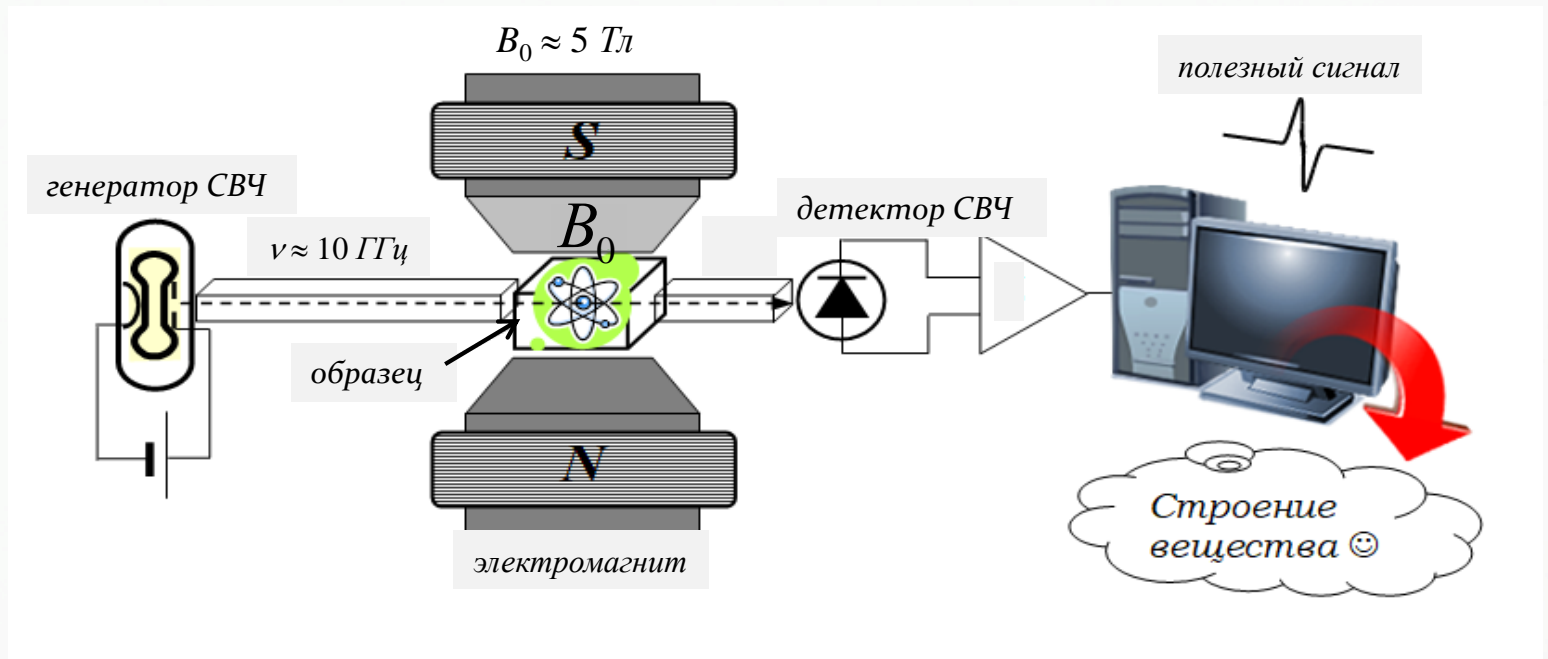 B₀ ≈ 5 Тл
полезный сигнал
S
генератор СВЧ
детектор СВЧ
B₀
ν ≈ 10 ГГц
образец
N
Строение
вещества ☺
электромагнит